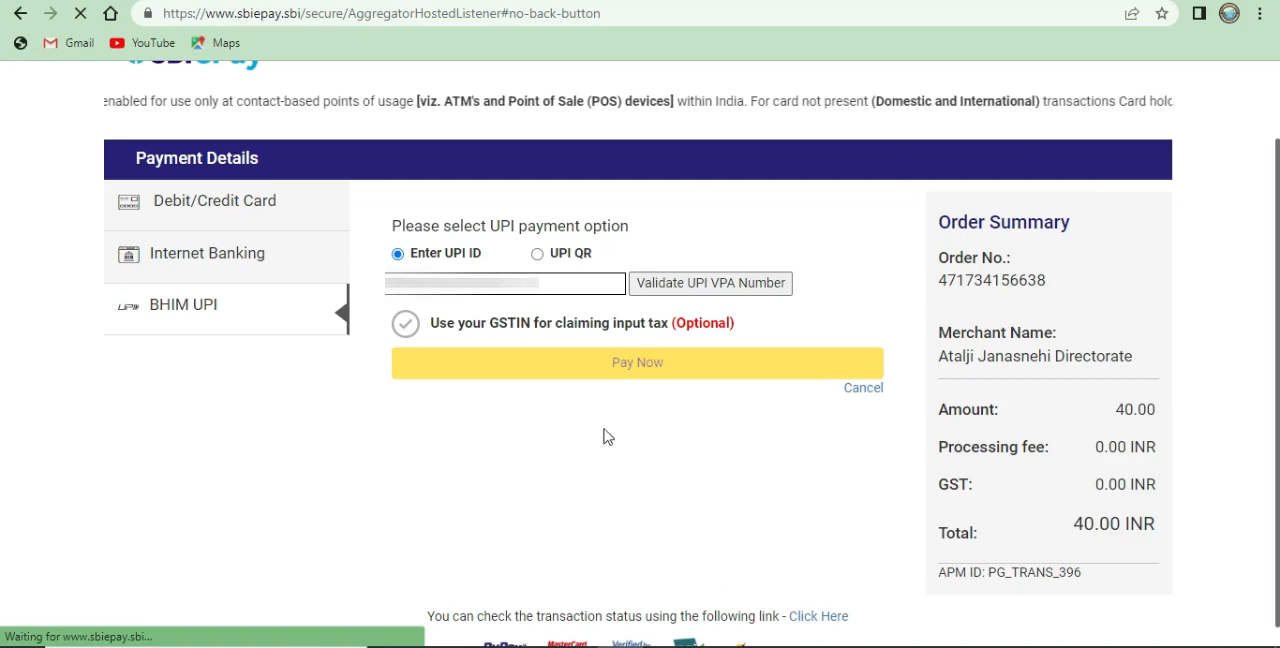 https://www.sbiepay.sbi/secure/AggregatorHostedListener#no-back-button
Gmail
YouTube
Maps
enabled for use only at contact-based points of usage [viz. ATM's and Point of Sale (POS) devices] within India. For card not present (Domestic and International) transactions Card hold
Payment Details
Debit/Credit Card
Internet Banking
BHIM UPI
Please select UPI payment option
Enter UPI ID
UPI QR
Validate UPI VPA Number
Use your GSTIN for claiming input tax (Optional)
Pay Now
Cancel
Order Summary
Order No.:
471734156638
Merchant Name:
Atalji Janasnehi Directorate
Amount: 40.00
Processing fee: 0.00 INR
GST: 0.00 INR
Total: 40.00 INR
APM ID: PG_TRANS_396
You can check the transaction status using the following link - Click Here
Waiting for www.sbiepay.sbi...
RuPay
MasterCard
Verified